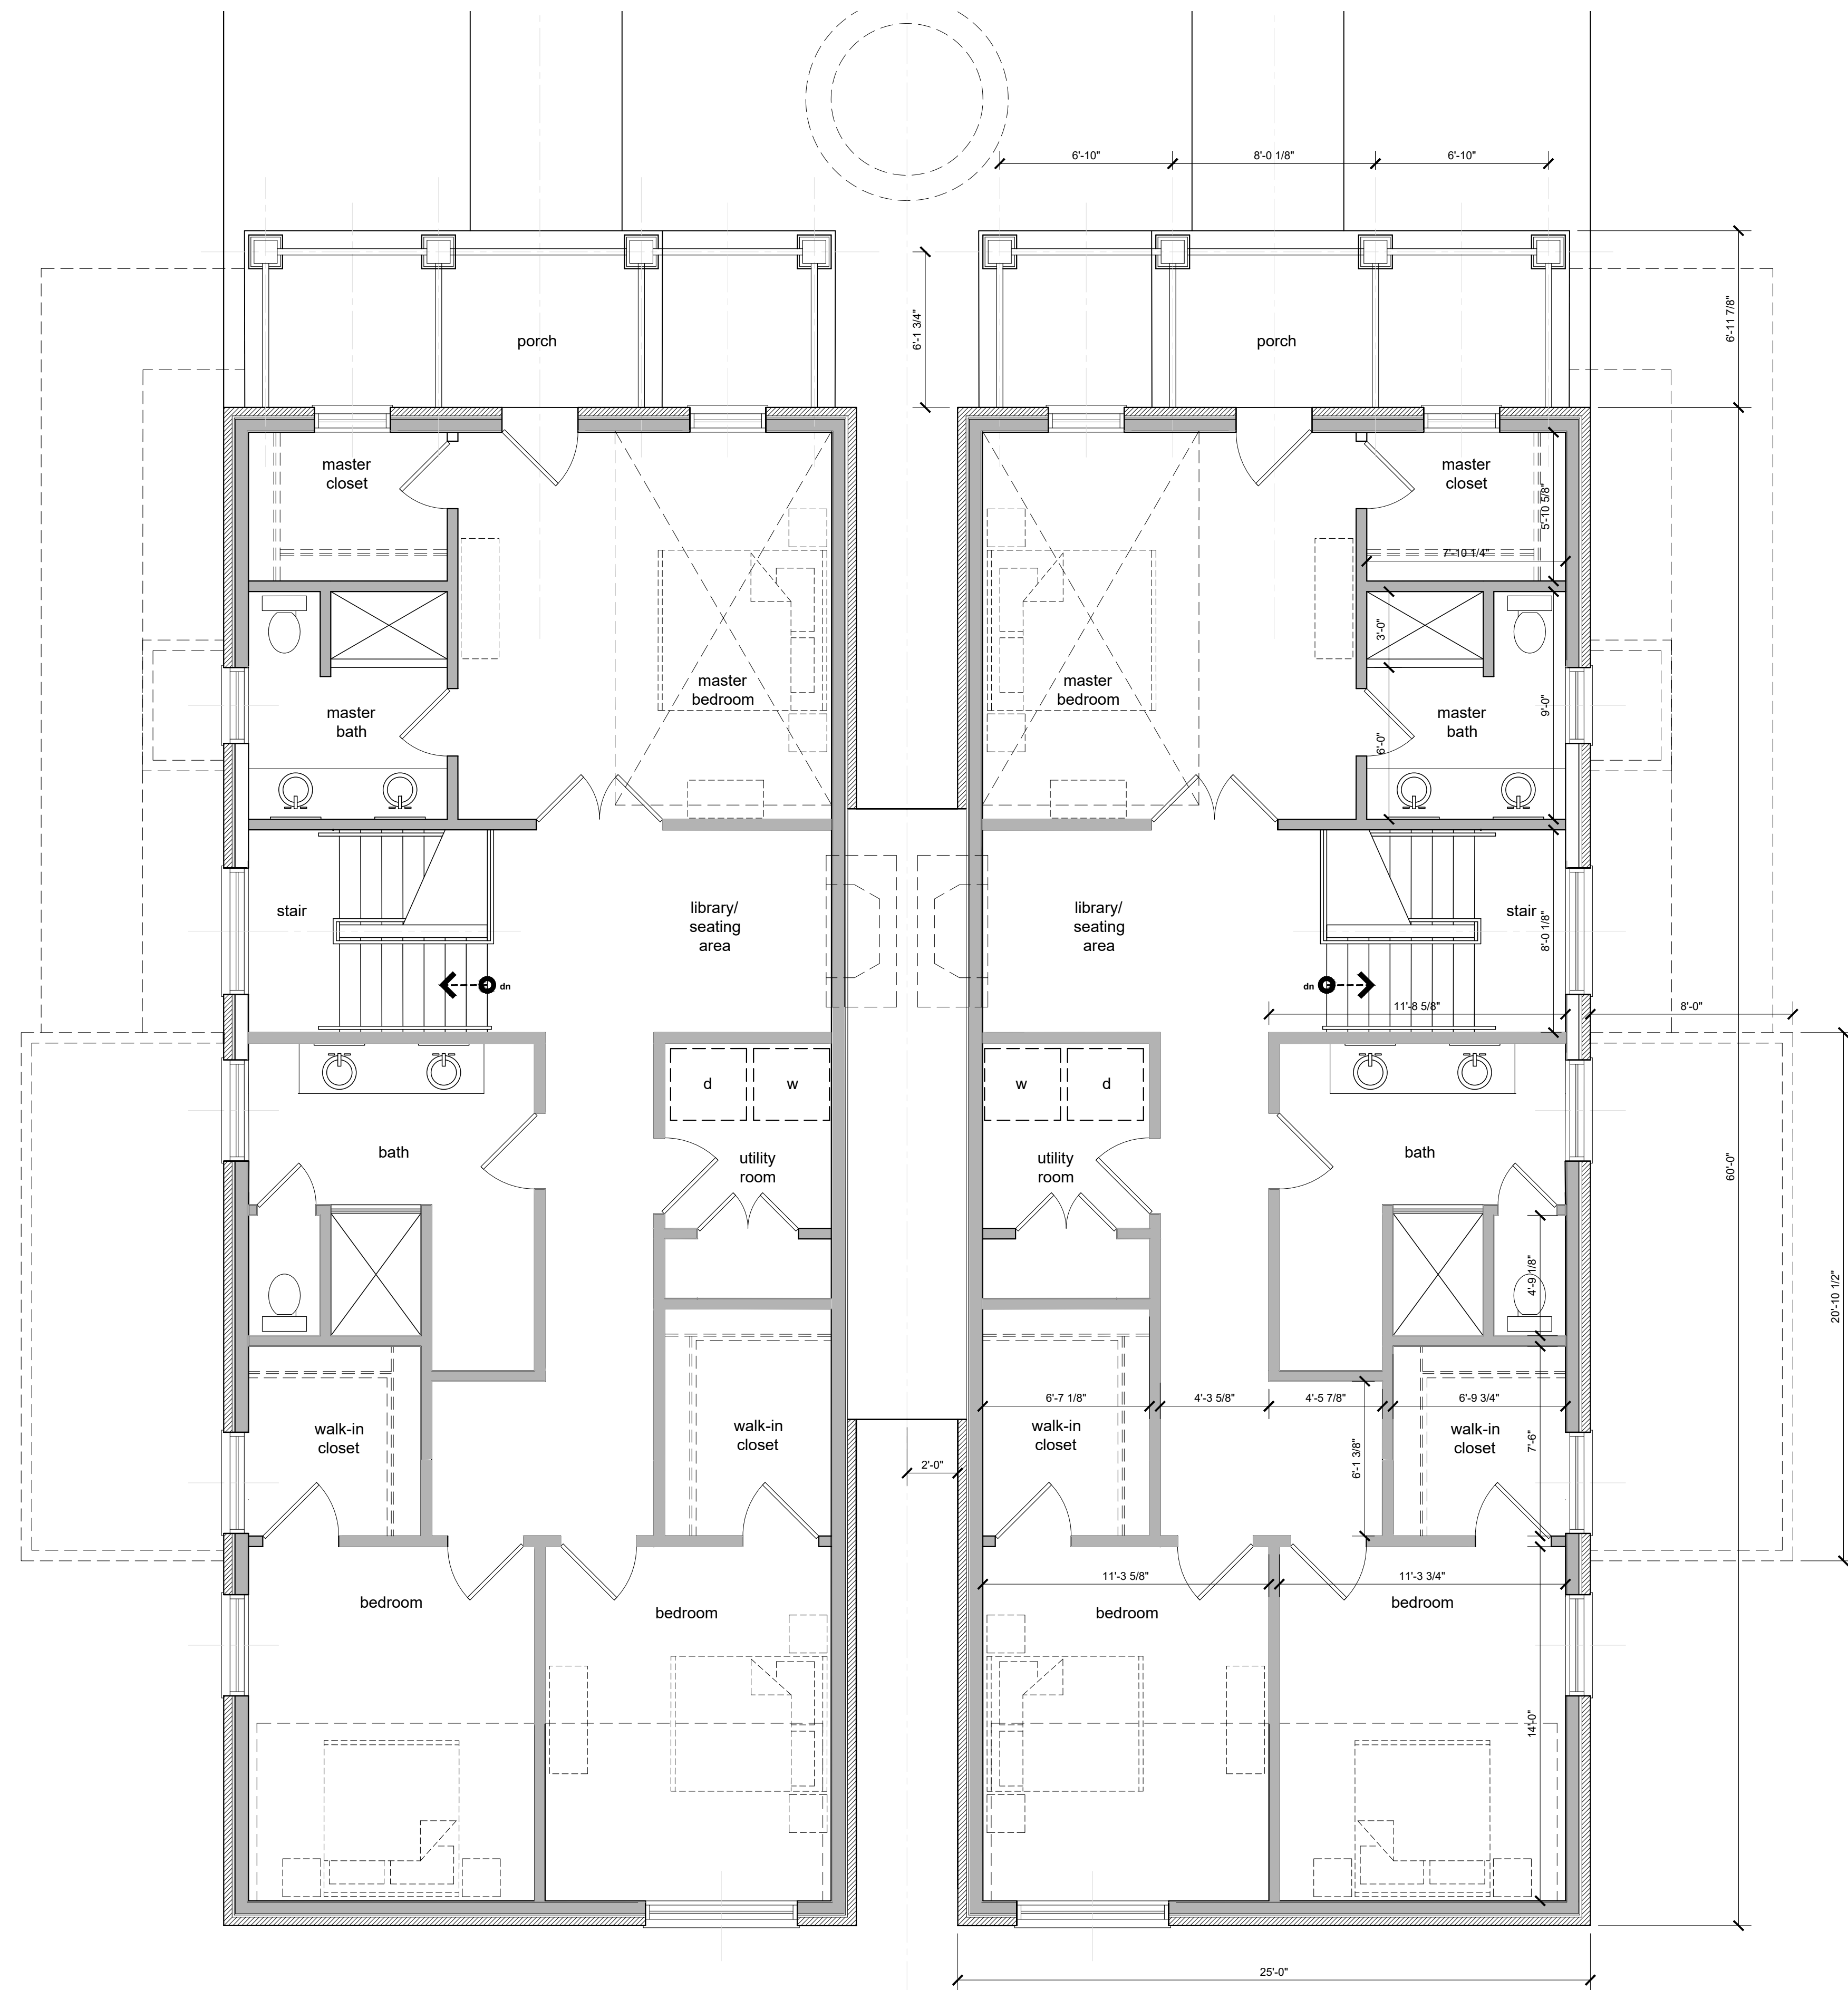 6'-10"
8'-0 1/8"
6'-10"
6'-1 3/4"
6'-11 7/8"
porch
porch
master
closet
master
closet
5'-10 5/8"
7'-10 1/4"
3'-0"
master
bedroom
master
bedroom
master
bath
master
bath
9'-0"
6'-0"
stair
library/
seating
area
library/
seating
area
stair
8'-0 1/8"
dn
dn
11'-8 5/8"
8'-0"
d
w
w
d
bath
utility
room
utility
room
bath
60'-0"
4'-9 1/8"
20'-10 1/2"
6'-7 1/8"
4'-3 5/8"
4'-5 7/8"
6'-9 3/4"
walk-in
closet
walk-in
closet
walk-in
closet
walk-in
closet
7'-6"
6'-1 3/8"
2'-0"
11'-3 5/8"
11'-3 3/4"
bedroom
bedroom
bedroom
bedroom
14'-0"
25'-0"